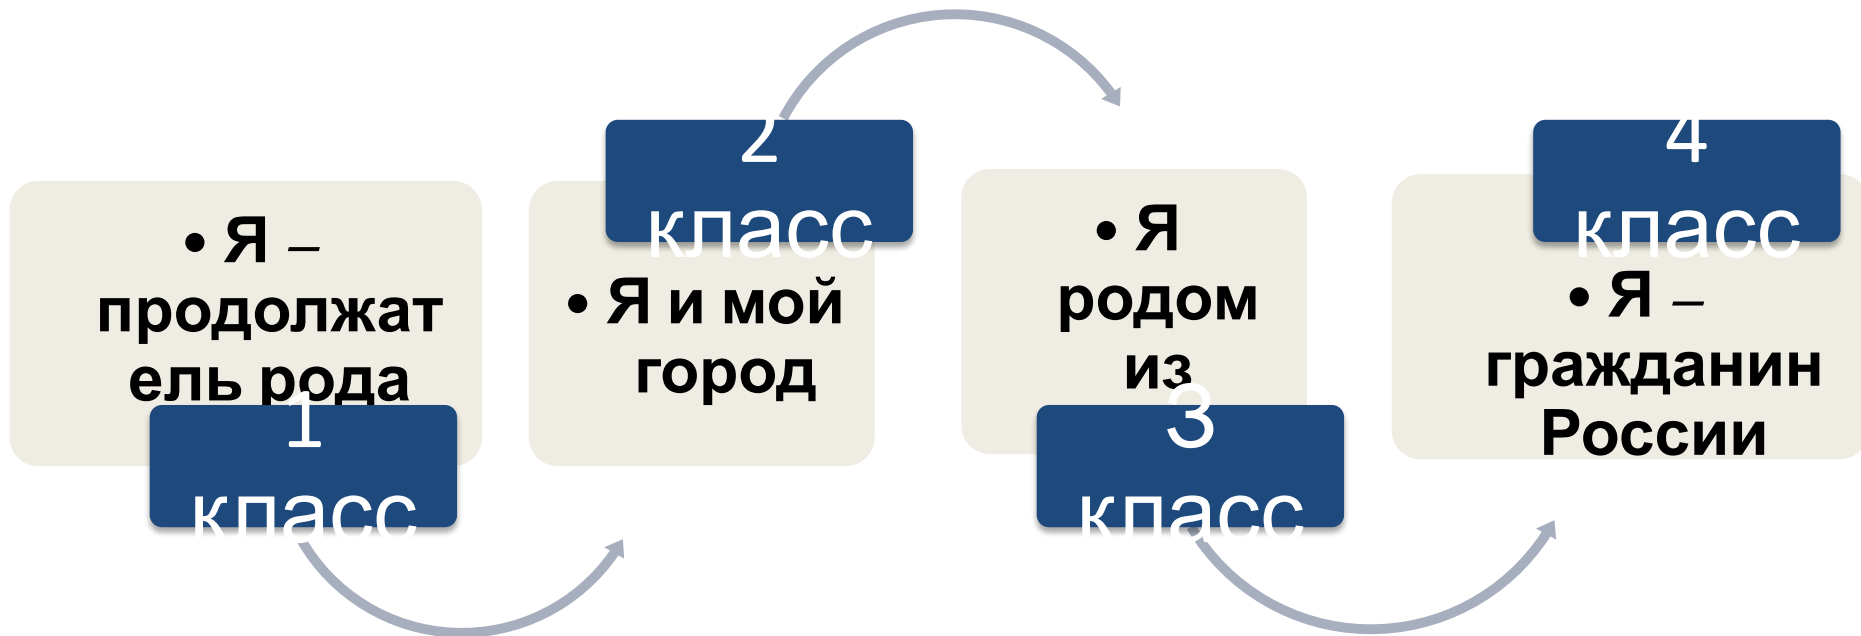 • Я –
продолжат
ель рода
1
класс
2
класс
• Я и мой
город
• Я
родом
из
3
класс
4
класс
• Я –
гражданин
России